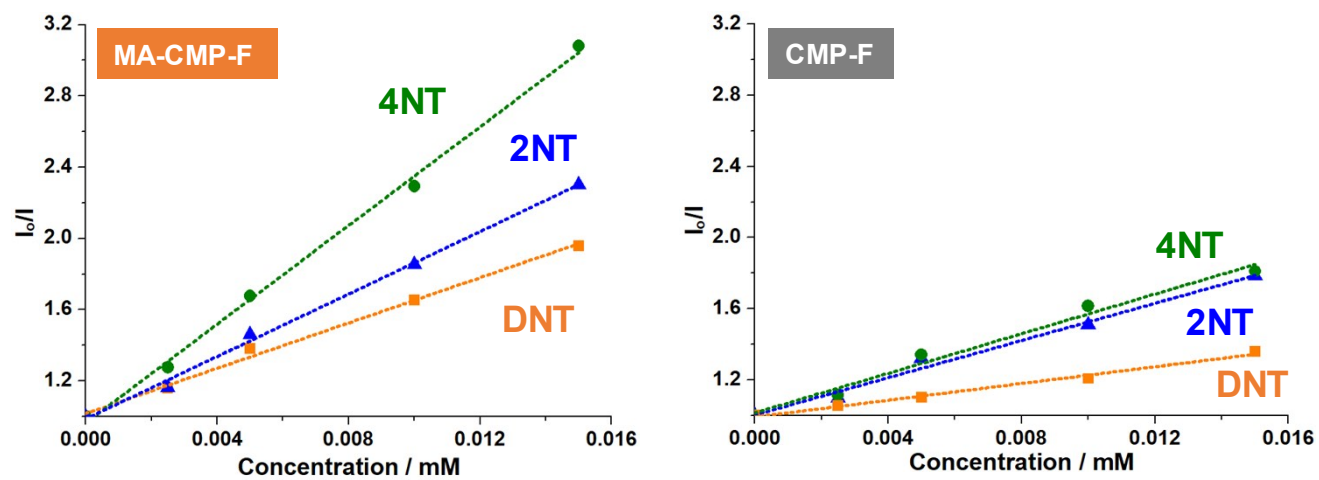 MA-CMP-F
3.2
2.8
2.4
2.0
1.6
1.2
I₀/I
4NT
2NT
DNT
0.000
0.004
0.008
0.012
0.016
Concentration / mM
CMP-F
3.2
2.8
2.4
2.0
1.6
1.2
I₀/I
4NT
2NT
DNT
0.000
0.004
0.008
0.012
0.016
Concentration / mM